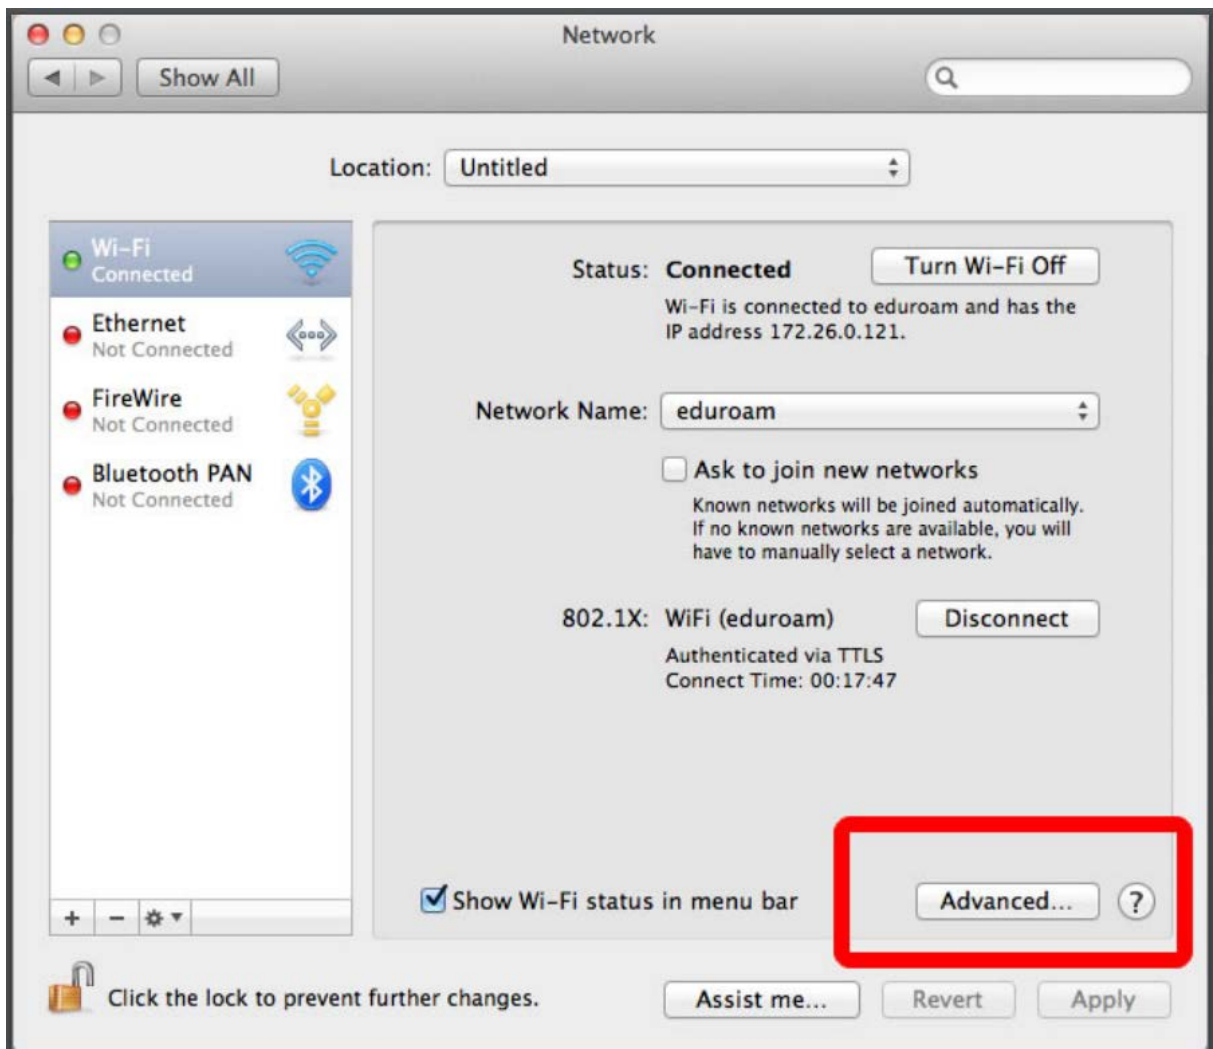 Network
Show All
Location: Untitled
Wi-Fi
Connected
Ethernet
Not Connected
FireWire
Not Connected
Bluetooth PAN
Not Connected
Status: Connected
Turn Wi-Fi Off
Wi-Fi is connected to eduroam and has the
IP address 172.26.0.121.
Network Name: eduroam
Ask to join new networks
Known networks will be joined automatically.
If no known networks are available, you will
have to manually select a network.
802.1X: WiFi (eduroam)
Disconnect
Authenticated via TTLS
Connect Time: 00:17:47
Show Wi-Fi status in menu bar
Advanced...
?
+ −
Click the lock to prevent further changes.
Assist me...
Revert
Apply